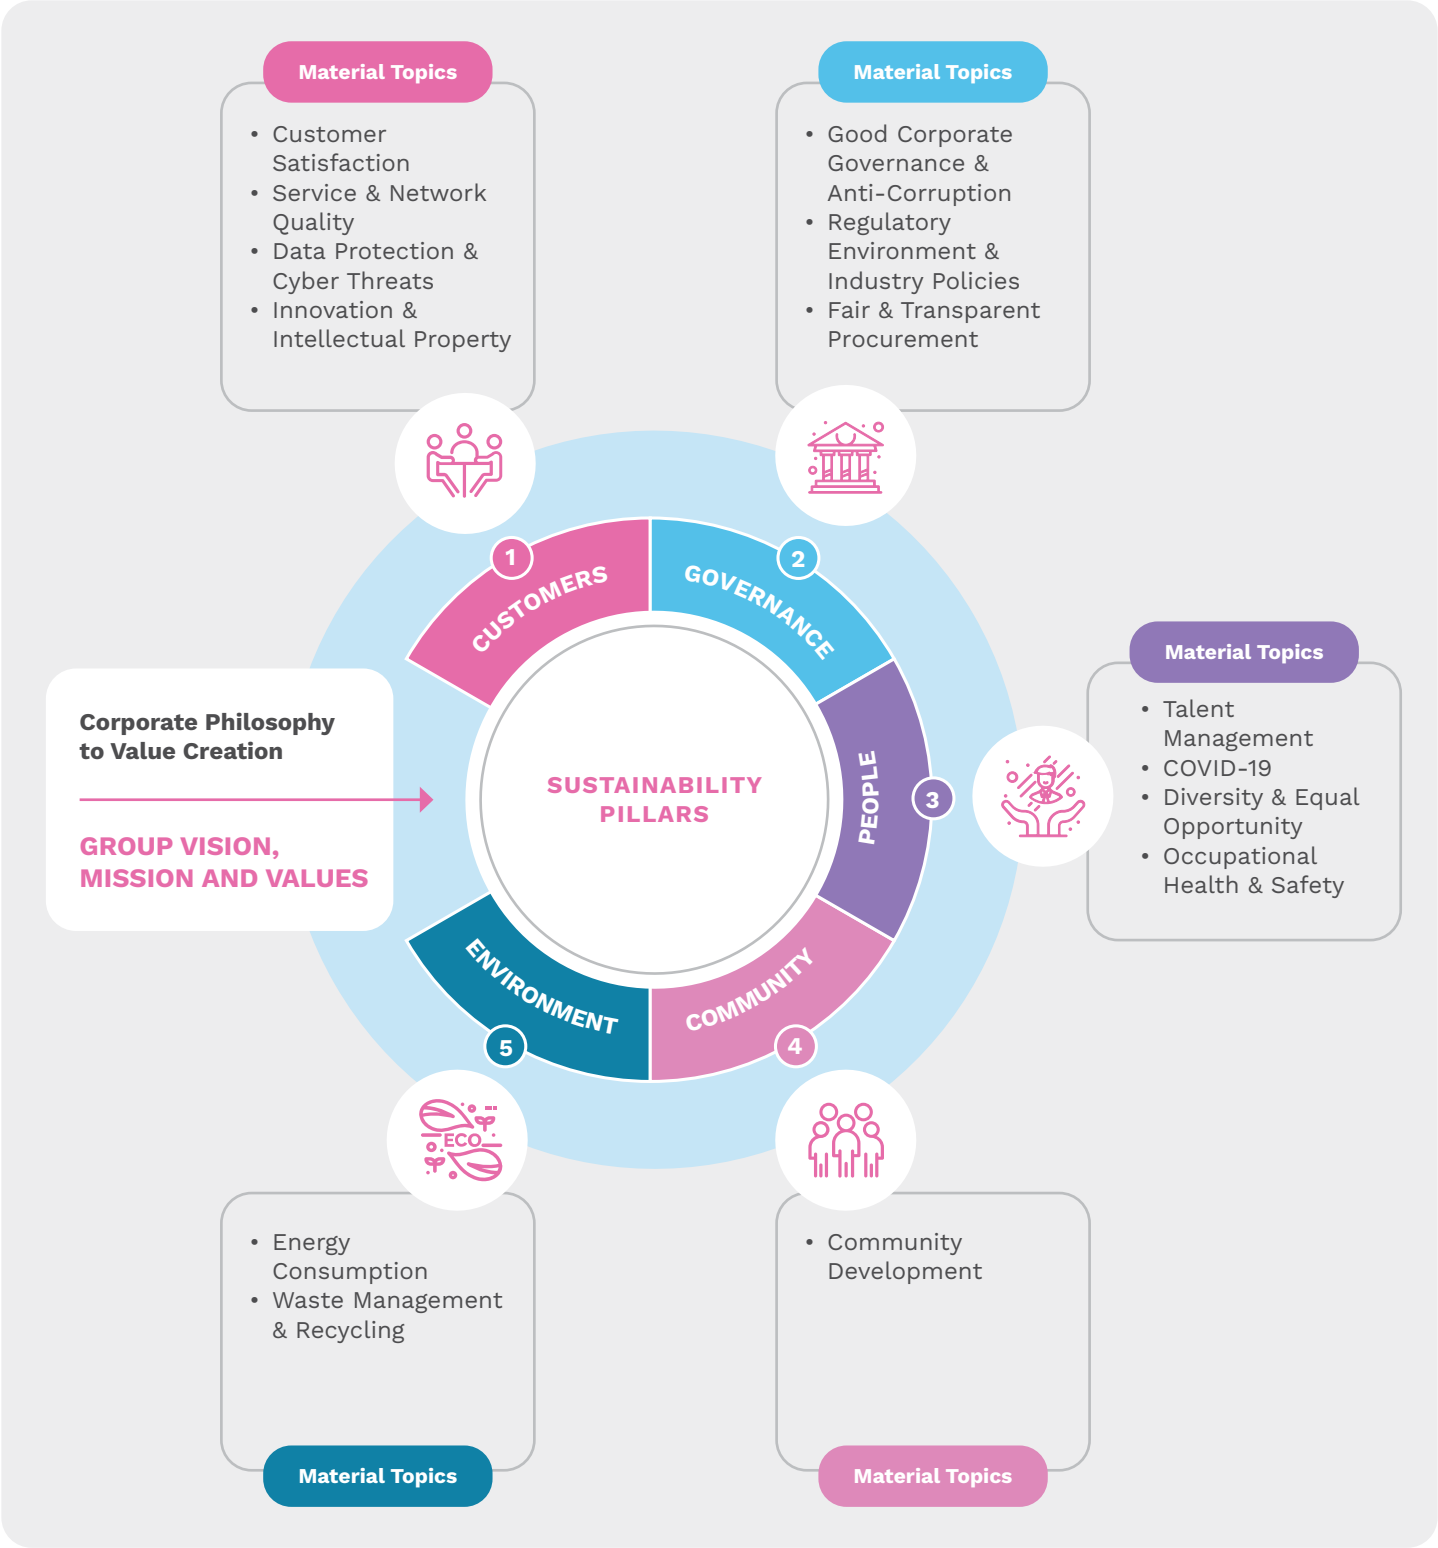 Material Topics
• Customer
Satisfaction
• Service & Network
Quality
• Data Protection &
Cyber Threats
• Innovation &
Intellectual Property
Material Topics
• Good Corporate
Governance &
Anti-Corruption
• Regulatory
Environment &
Industry Policies
• Fair & Transparent
Procurement
1
CUSTOMERS
2
GOVERNANCE
Material Topics
• Talent
Management
• COVID-19
• Diversity & Equal
Opportunity
• Occupational
Health & Safety
3
PEOPLE
Corporate Philosophy
to Value Creation
GROUP VISION,
MISSION AND VALUES
SUSTAINABILITY
PILLARS
ENVIRONMENT
5
COMMUNITY
4
ECO
• Energy
Consumption
• Waste Management
& Recycling
Material Topics
• Community
Development
Material Topics